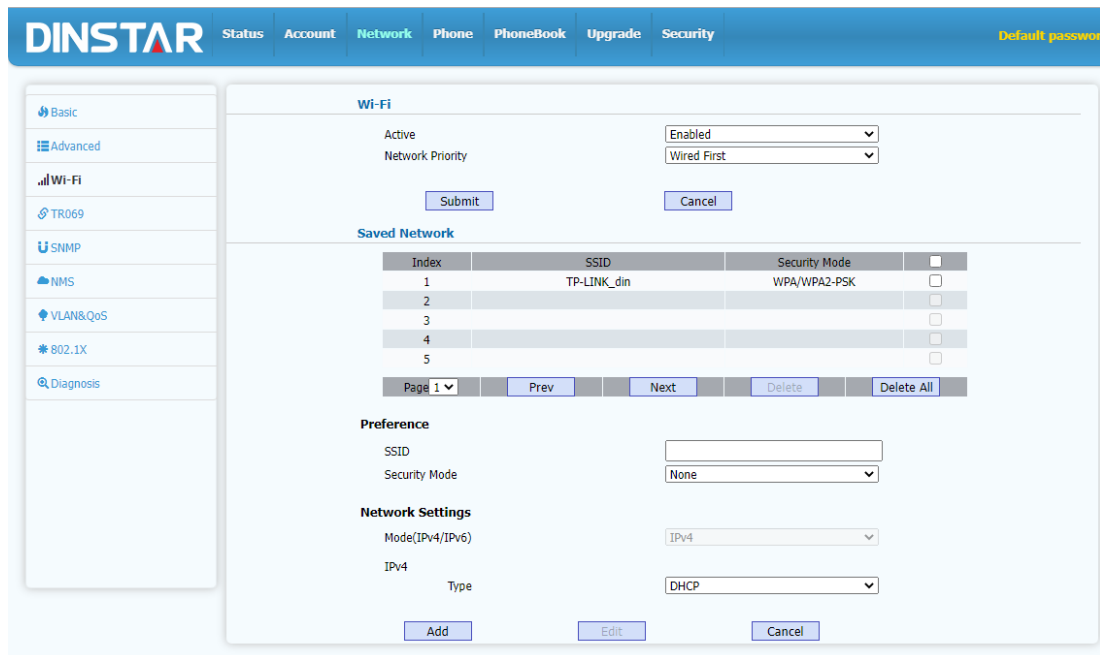 DINSTAR Status Account Network Phone PhoneBook Upgrade Security Default passwor
Basic
Advanced
Wi-Fi
TR069
SNMP
NMS
VLAN&QoS
802.1X
Diagnosis
Wi-Fi
Active Enabled
Network Priority Wired First
Submit Cancel
Saved Network
Index SSID Security Mode
1 TP-LINK_din WPA/WPA2-PSK
2
3
4
5
Page 1 Prev Next Delete Delete All
Preference
SSID
Security Mode None
Network Settings
Mode(IPv4/IPv6) IPv4
IPv4
Type DHCP
Add Edit Cancel